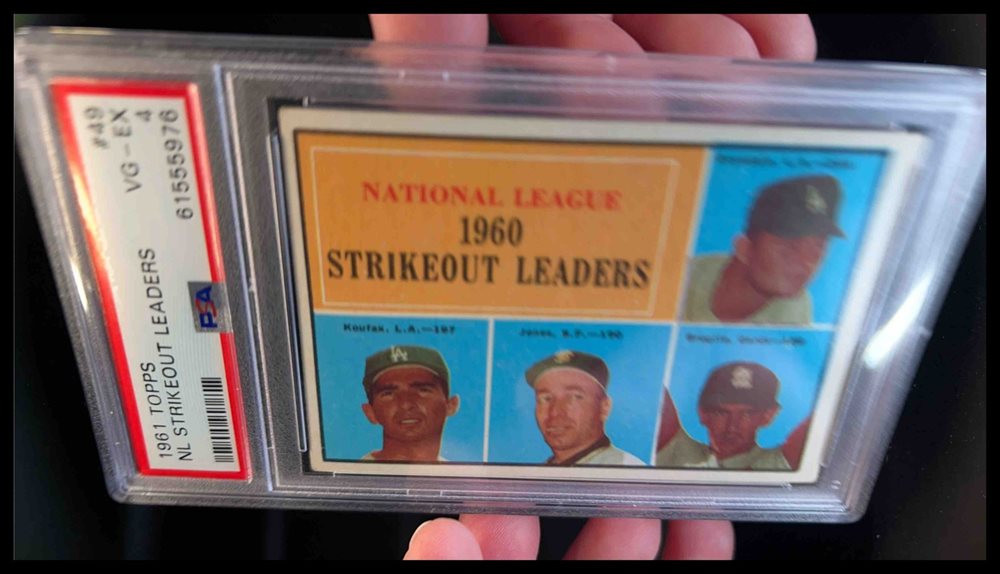 1961 TOPPS
NL STRIKEOUT LEADERS
PSA
#49
VG - EX
4
61555976
NATIONAL LEAGUE
1960
STRIKEOUT LEADERS
Koufax, L.A.—197
Jones, S.F.—190